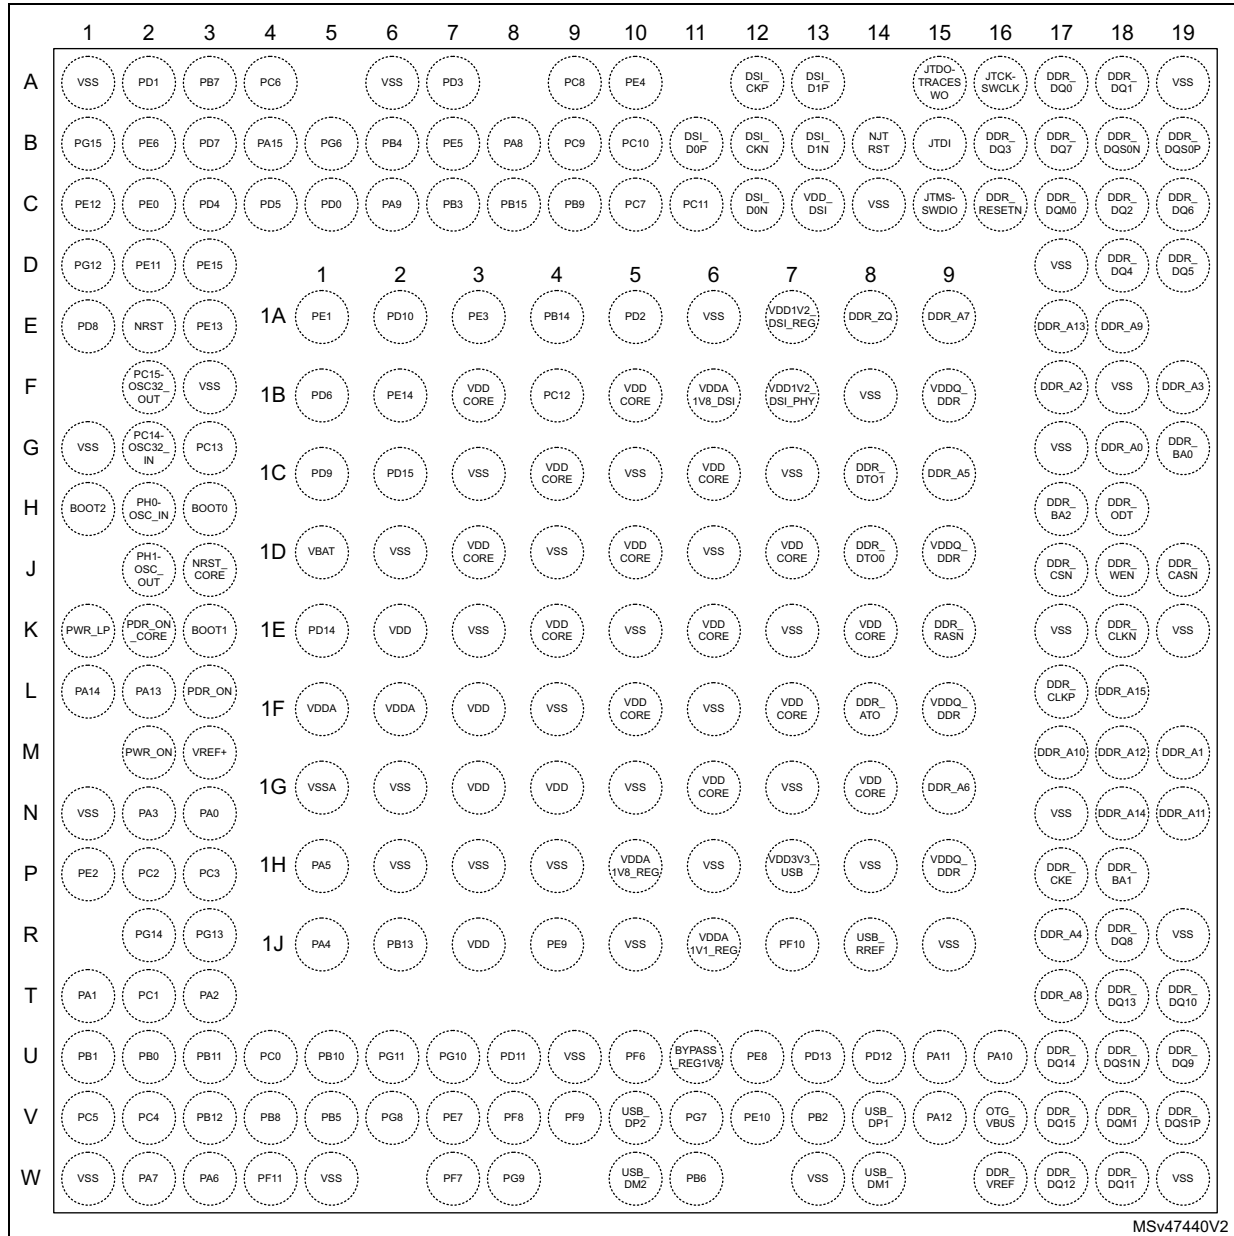 1 2 3 4 5 6 7 8 9 10 11 12 13 14 15 16 17 18 19
A VSS PD1 PB7 PC6 VSS PD3 PC8 PE4 DSI_CKP DSI_D1P JTDO-TRACESWO JTCK-SWCLK DDR_DQ0 DDR_DQ1 VSS
B PG15 PE6 PD7 PA15 PG6 PB4 PE5 PA8 PC9 PC10 DSI_D0P DSI_CKN DSI_D1N NJTRST JTDI DDR_DQ3 DDR_DQ7 DDR_DQS0N DDR_DQS0P
C PE12 PE0 PD4 PD5 PD0 PA9 PB3 PB15 PB9 PC7 PC11 DSI_D0N VDD_DSI VSS JTMS-SWDIO DDR_RESETN DDR_DQM0 DDR_DQ2 DDR_DQ6
D PG12 PE11 PE15 VSS DDR_DQ4 DDR_DQ5
1 2 3 4 5 6 7 8 9
E PD8 NRST PE13 DDR_A13 DDR_A9
1A PE1 PD10 PE3 PB14 PD2 VSS VDD1V2_DSI_REG DDR_ZQ DDR_A7
F PC15-OSC32_OUT VSS DDR_A2 VSS DDR_A3
1B PD6 PE14 VDD CORE PC12 VDD CORE VDDA 1V8_DSI VDD1V2_DSI_PHY VSS VDDQ_DDR
G VSS PC14-OSC32_IN PC13 VSS DDR_A0 DDR_BA0
1C PD9 PD15 VSS VDD CORE VSS VDD CORE VSS DDR_DTO1 DDR_A5
H BOOT2 PH0-OSC_IN BOOT0 DDR_BA2 DDR_ODT
1D VBAT VSS VDD CORE VSS VDD CORE VSS VDD CORE DDR_DTO0 VDDQ_DDR
J PH1-OSC_OUT NRST_CORE DDR_CSN DDR_WEN DDR_CASN
K PWR_LP PDR_ON_CORE BOOT1 VSS DDR_CLKN VSS
1E PD14 VDD VSS VDD CORE VSS VDD CORE VSS VDD CORE DDR_RASN
L PA14 PA13 PDR_ON DDR_CLKP DDR_A15
1F VDDA VDDA VDD VSS VDD CORE VSS VDD CORE DDR_ATO VDDQ_DDR
M PWR_ON VREF+ DDR_A10 DDR_A12 DDR_A1
1G VSSA VSS VDD VDD VSS VDD CORE VSS VDD CORE DDR_A6
N VSS PA3 PA0 VSS DDR_A14 DDR_A11
1H PA5 VSS VSS VSS VDDA 1V8_REG VSS VDD3V3_USB VSS VDDQ_DDR
P PE2 PC2 PC3 DDR_CKE DDR_BA1
R PG14 PG13 DDR_A4 DDR_DQ8 VSS
1J PA4 PB13 VDD PE9 VSS VDDA 1V1_REG PF10 USB_RREF VSS
T PA1 PC1 PA2 DDR_A8 DDR_DQ13 DDR_DQ10
U PB1 PB0 PB11 PC0 PB10 PG11 PG10 PD11 VSS PF6 BYPASS_REG1V8 PE8 PD13 PD12 PA11 PA10 DDR_DQ14 DDR_DQS1N DDR_DQ9
V PC5 PC4 PB12 PB8 PB5 PG8 PE7 PF8 PF9 USB_DP2 PG7 PE10 PB2 USB_DP1 PA12 OTG_VBUS DDR_DQ15 DDR_DQM1 DDR_DQS1P
W VSS PA7 PA6 PF11 VSS PF7 PG9 USB_DM2 PB6 VSS USB_DM1 DDR_VREF DDR_DQ12 DDR_DQ11 VSS
MSv47440V2